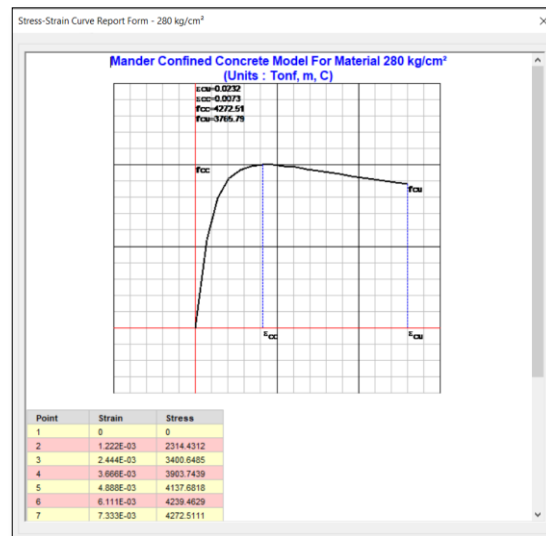 Stress-Strain Curve Report Form - 280 kg/cm²
Mander Confined Concrete Model For Material 280 kg/cm²
(Units : Tonf, m, C)
εcu=0.0232
εcc=0.0073
fcc=4272.51
fcu=3765.79
fcc
fcu
εcc
εcu
Point Strain Stress
1 0 0
2 1.222E-03 2314.4312
3 2.444E-03 3400.6485
4 3.666E-03 3903.7439
5 4.888E-03 4137.6818
6 6.111E-03 4239.4629
7 7.333E-03 4272.5111